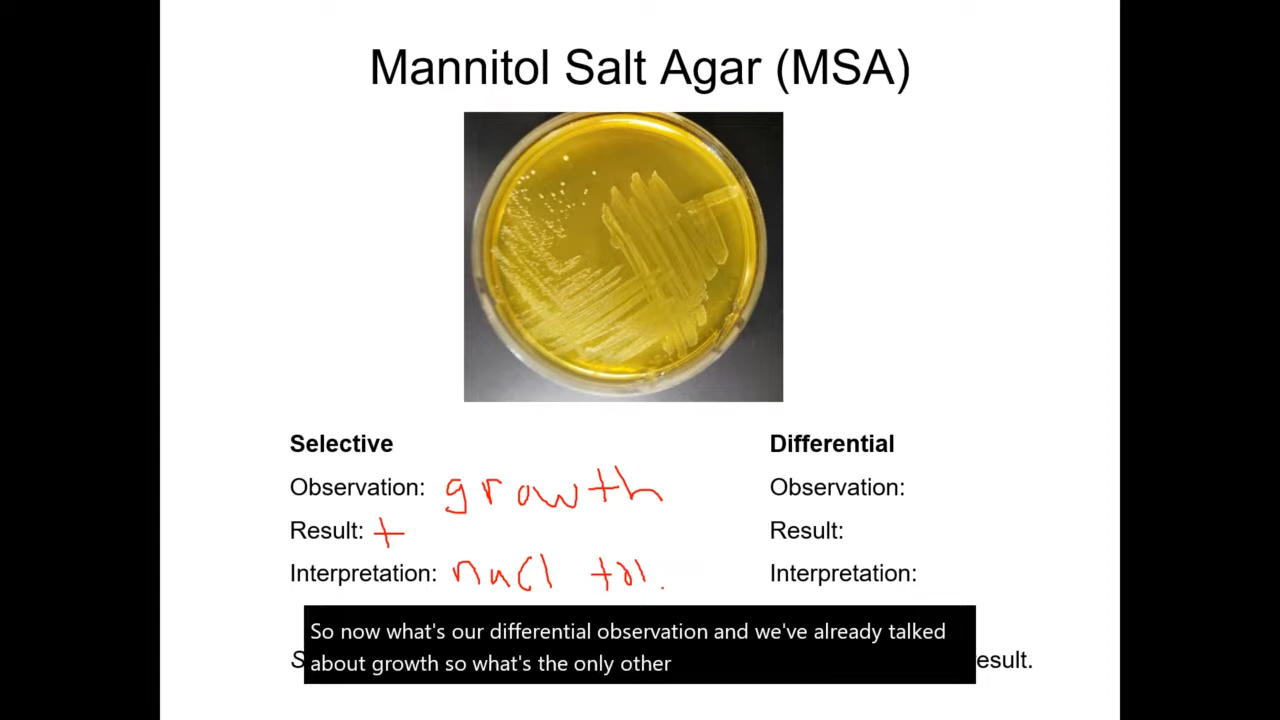 Mannitol Salt Agar (MSA)
Selective
Observation: growth
Result: +
Interpretation: nacl tol.
Differential
Observation:
Result:
Interpretation:
So now what's our differential observation and we've already talked
about growth so what's the only other
esult.